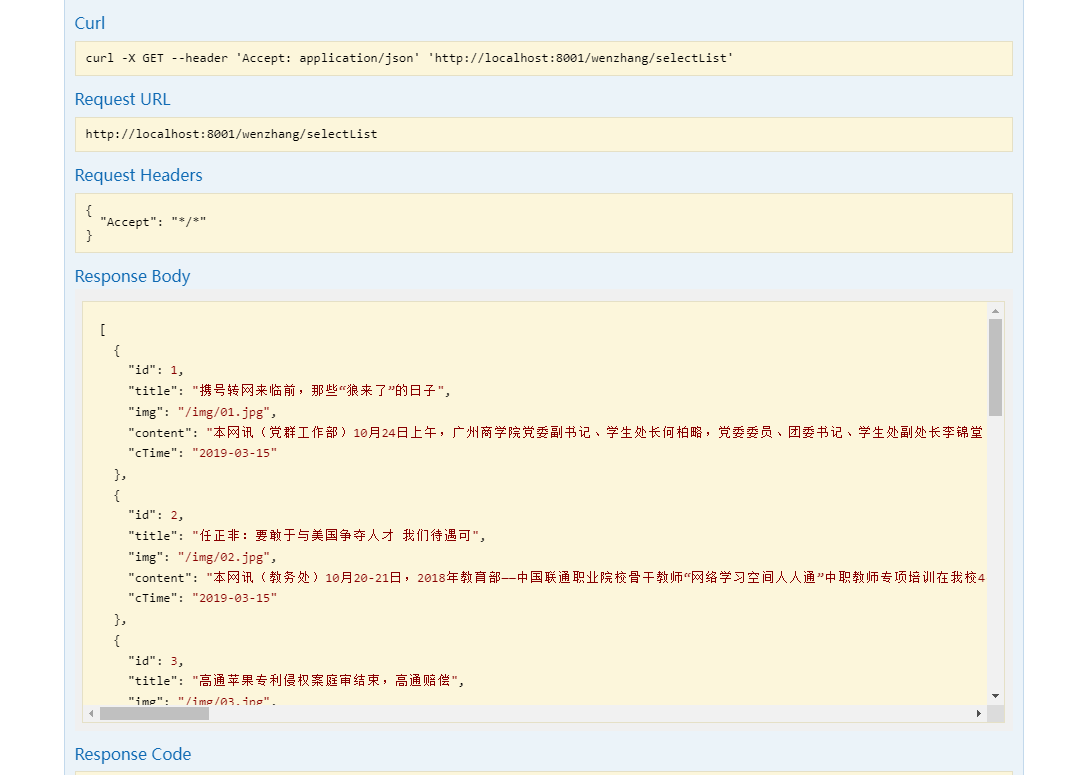 Curl
curl -X GET --header 'Accept: application/json' 'http://localhost:8001/wenzhang/selectList'
Request URL
http://localhost:8001/wenzhang/selectList
Request Headers
{
  "Accept": "*/*"
}
Response Body
[
  {
    "id": 1,
    "title": "携号转网来临前，那些“狼来了”的日子",
    "img": "/img/01.jpg",
    "content": "本网讯（党群工作部）10月24日上午，广州商学院党委副书记、学生处长何柏略，党委委员、团委书记、学生处副处长李锦堂
    "cTime": "2019-03-15"
  },
  {
    "id": 2,
    "title": "任正非：要敢于与美国争夺人才 我们待遇可",
    "img": "/img/02.jpg",
    "content": "本网讯（教务处）10月20-21日，2018年教育部——中国联通职业院校骨干教师“网络学习空间人人通”中职教师专项培训在我校4
    "cTime": "2019-03-15"
  },
  {
    "id": 3,
    "title": "高通苹果专利侵权案庭审结束，高通赔偿",
    "img": "/img/03.jpg",
Response Code